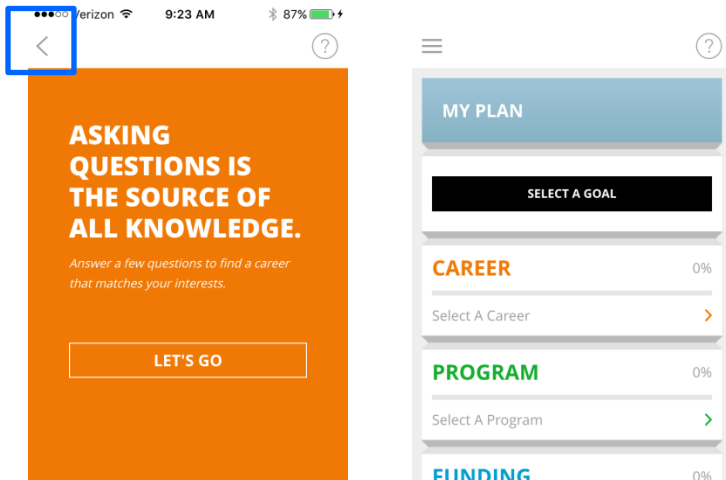 Verizon 9:23 AM 87%
?
ASKING
QUESTIONS IS
THE SOURCE OF
ALL KNOWLEDGE.
Answer a few questions to find a career
that matches your interests.
LET'S GO
?
MY PLAN
SELECT A GOAL
CAREER 0%
Select A Career
PROGRAM 0%
Select A Program
FUNDING 0%